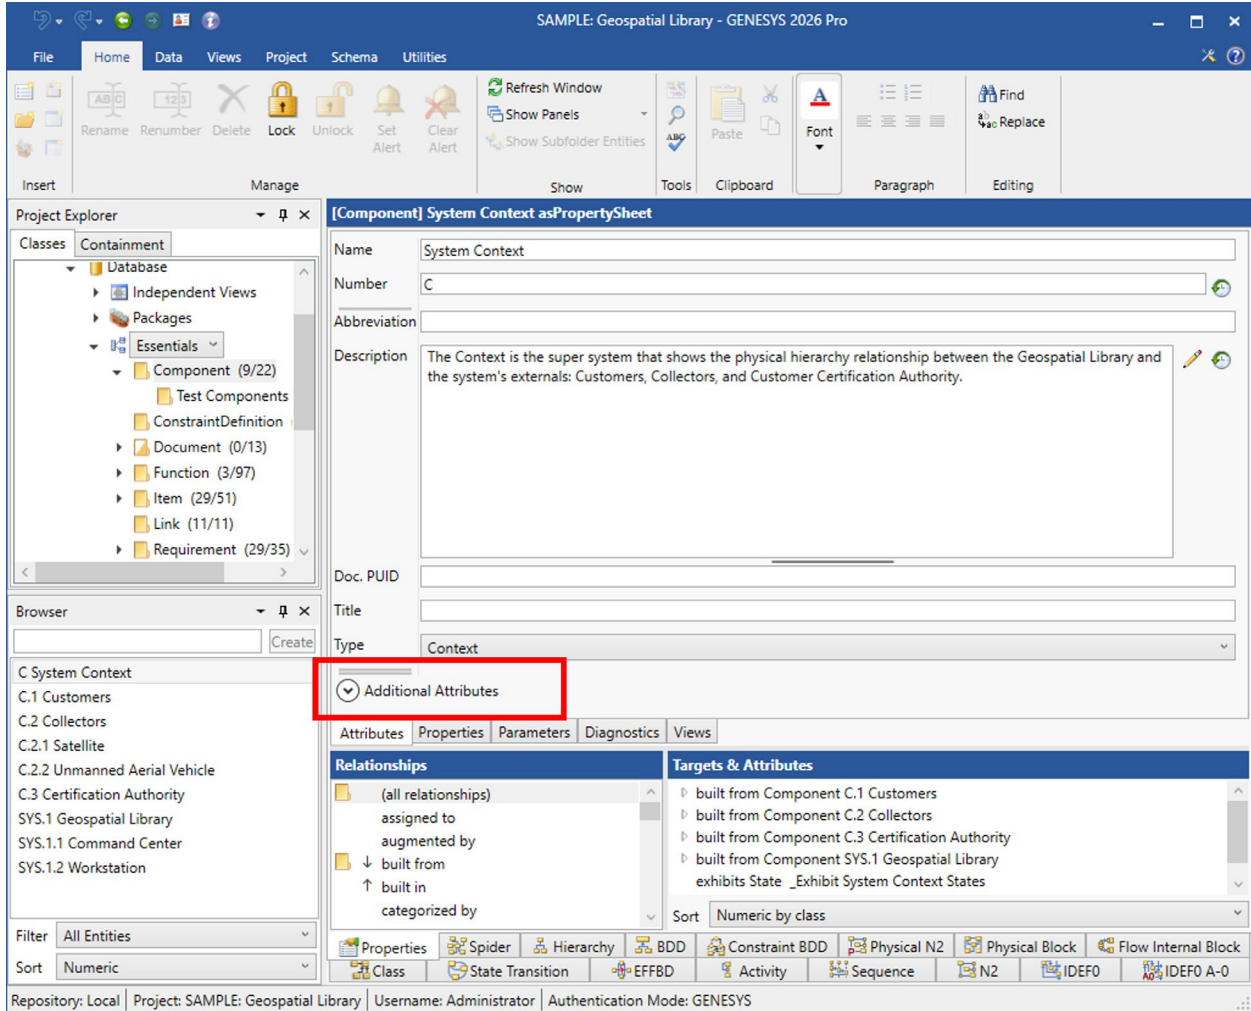 SAMPLE: Geospatial Library - GENESYS 2026 Pro
File Home Data Views Project Schema Utilities
Rename Renumber Delete Lock Unlock Set Alert Clear Alert
Refresh Window
Show Panels
Show Subfolder Entities
Paste
Font
Find
Replace
Insert Manage Show Tools Clipboard Paragraph Editing
Project Explorer
Classes Containment
Database
Independent Views
Packages
Essentials
Component (9/22)
Test Components
ConstraintDefinition
Document (0/13)
Function (3/97)
Item (29/51)
Link (11/11)
Requirement (29/35)
Browser
Create
C System Context
C.1 Customers
C.2 Collectors
C.2.1 Satellite
C.2.2 Unmanned Aerial Vehicle
C.3 Certification Authority
SYS.1 Geospatial Library
SYS.1.1 Command Center
SYS.1.2 Workstation
Filter All Entities
Sort Numeric
[Component] System Context asPropertySheet
Name System Context
Number C
Abbreviation
Description The Context is the super system that shows the physical hierarchy relationship between the Geospatial Library and
the system's externals: Customers, Collectors, and Customer Certification Authority.
Doc. PUID
Title
Type Context
Additional Attributes
Attributes Properties Parameters Diagnostics Views
Relationships
(all relationships)
assigned to
augmented by
built from
built in
categorized by
Targets & Attributes
built from Component C.1 Customers
built from Component C.2 Collectors
built from Component C.3 Certification Authority
built from Component SYS.1 Geospatial Library
exhibits State _Exhibit System Context States
Sort Numeric by class
Properties Spider Hierarchy BDD Constraint BDD Physical N2 Physical Block Flow Internal Block
Class State Transition EFFBD Activity Sequence N2 IDEF0 IDEF0 A-0
Repository: Local Project: SAMPLE: Geospatial Library Username: Administrator Authentication Mode: GENESYS